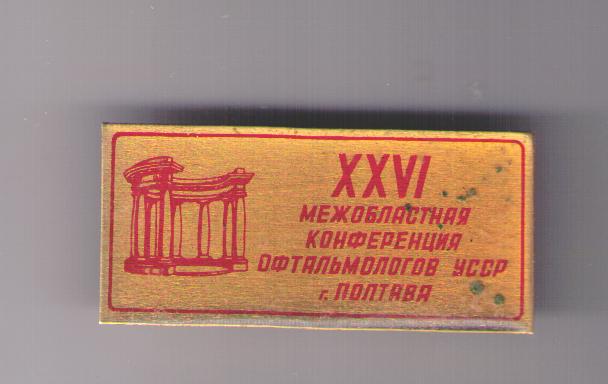 XXVI
МЕЖОБЛАСТНАЯ
КОНФЕРЕНЦИЯ
ОФТАЛЬМОЛОГОВ УССР
г. ПОЛТАВА